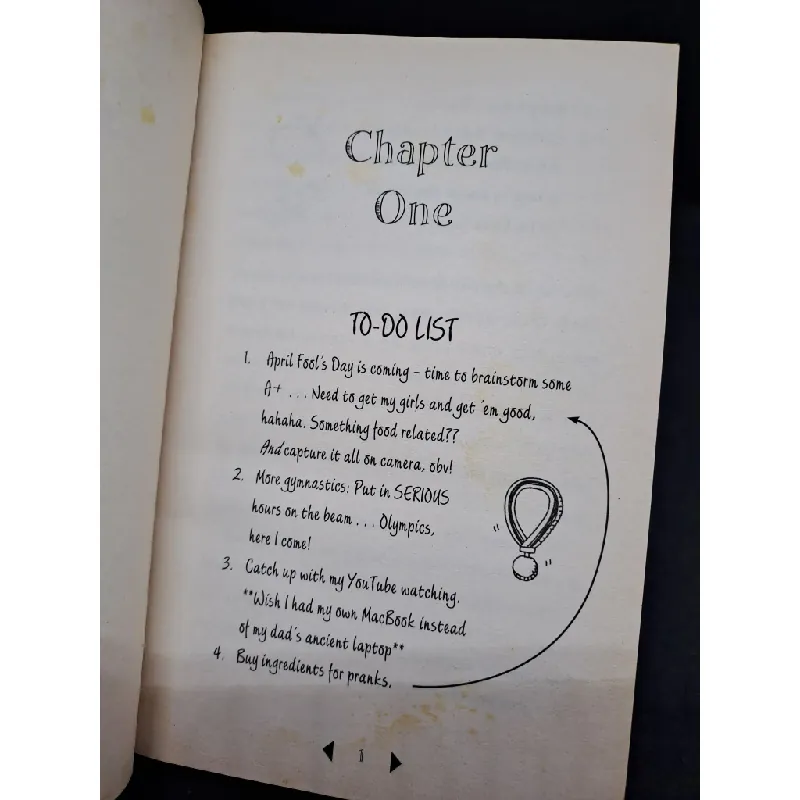 Chapter
One
TO-DO LIST
1. April Fool's Day is coming – time to brainstorm some
A+ . . . Need to get my girls and get 'em good,
hahaha. Something food related??
And capture it all on camera, obv!
2. More gymnastics: Put in SERIOUS
hours on the beam . . . Olympics,
here I come!
3. Catch up with my YouTube watching.
**Wish I had my own MacBook instead
of my dad's ancient laptop**
4. Buy ingredients for pranks.
1